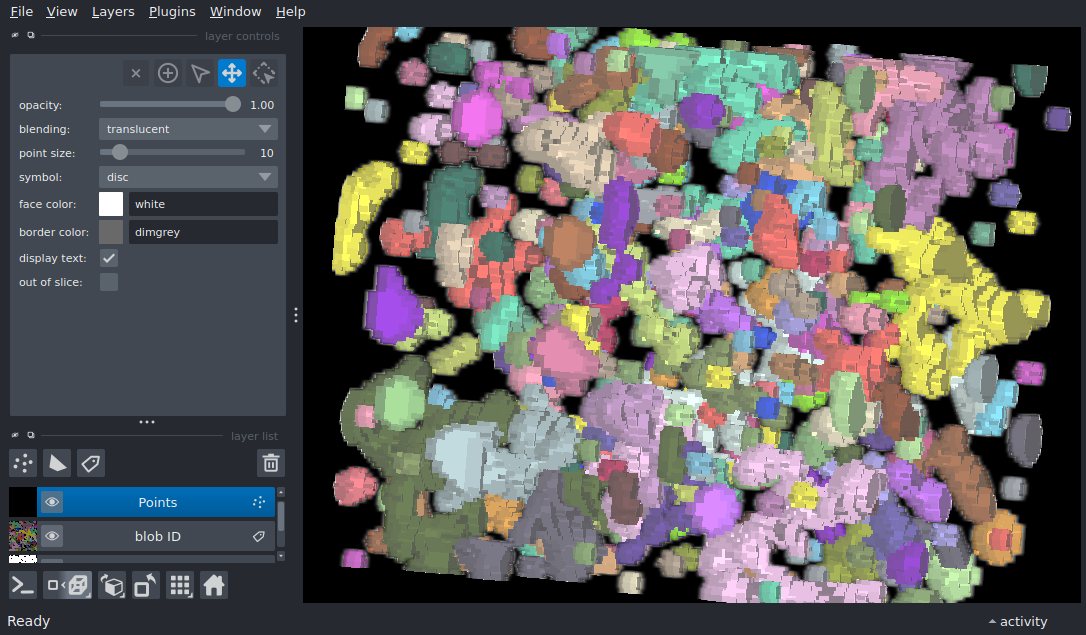 File View Layers Plugins Window Help
layer controls
opacity: 1.00
blending: translucent
point size: 10
symbol: disc
face color: white
border color: dimgrey
display text:
out of slice:
layer list
Points
blob ID
Ready
activity